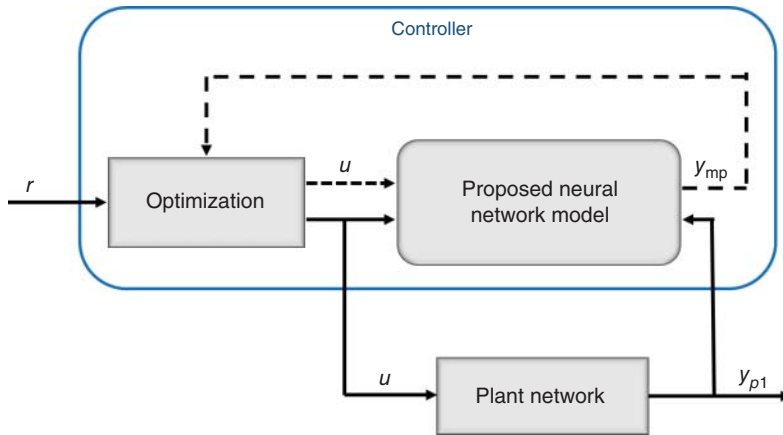 Controller
r
Optimization
u
Proposed neural
network model
y_mp
u
Plant network
y_p1